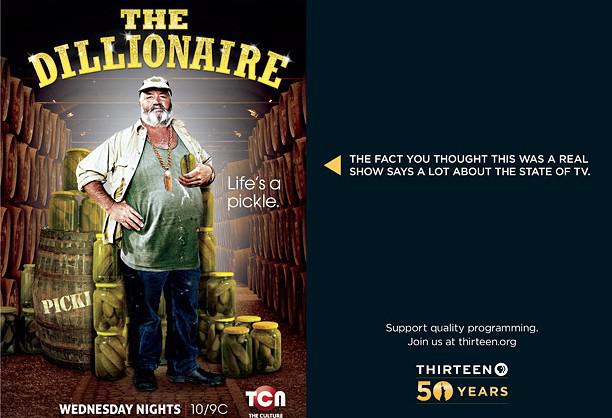 THE
DILLIONAIRE
Life's a
pickle.
PICKL
WEDNESDAY NIGHTS | 10/9C
TCN
THE CULTURE
THE FACT YOU THOUGHT THIS WAS A REAL
SHOW SAYS A LOT ABOUT THE STATE OF TV.
Support quality programming.
Join us at thirteen.org
THIRTEEN PBS
50 YEARS